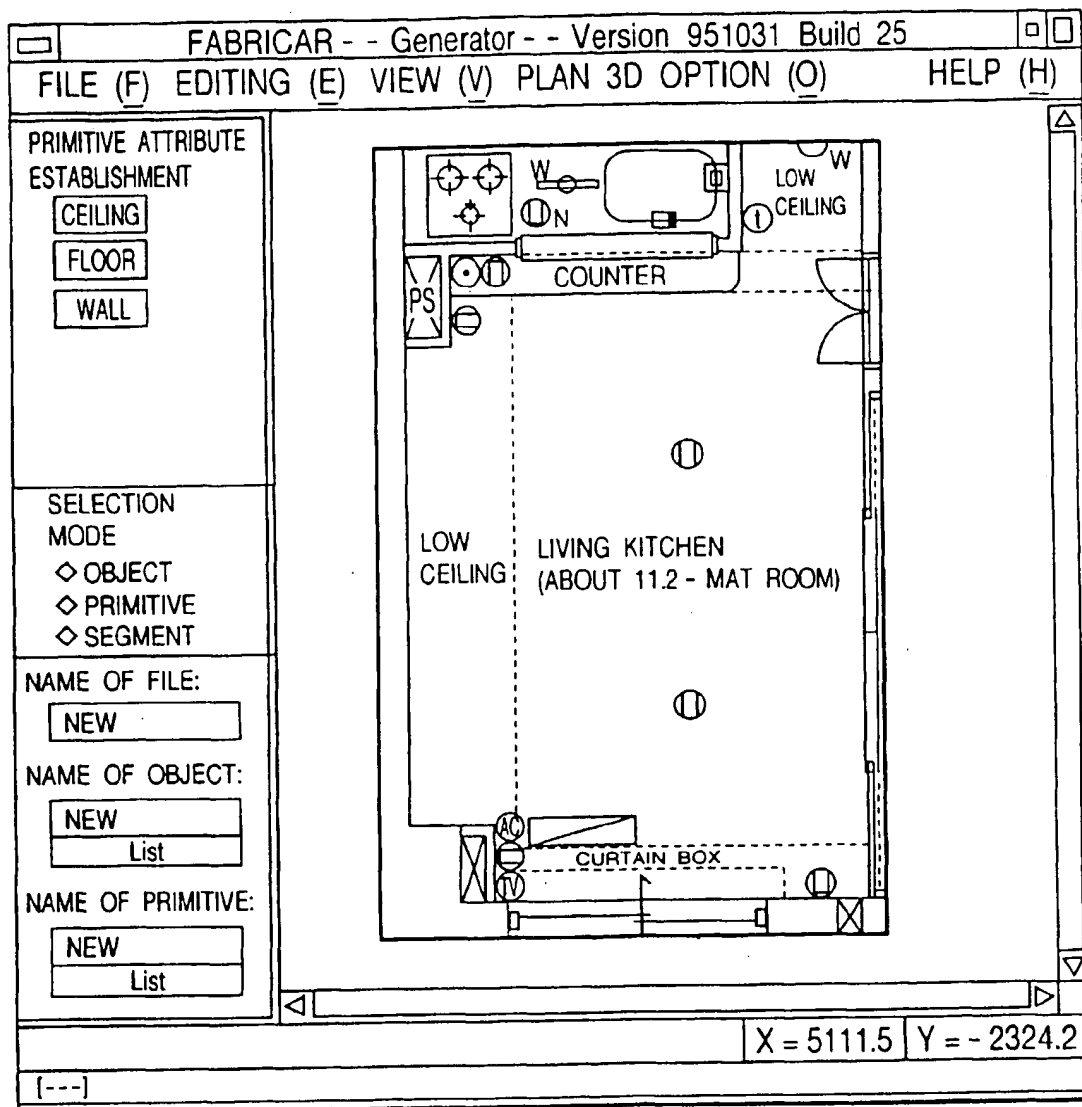 FABRICAR - - Generator - - Version 951031 Build 25
FILE (F) EDITING (E) VIEW (V) PLAN 3D OPTION (O) HELP (H)
PRIMITIVE ATTRIBUTE
ESTABLISHMENT
CEILING
FLOOR
WALL
SELECTION
MODE
OBJECT
PRIMITIVE
SEGMENT
NAME OF FILE:
NEW
NAME OF OBJECT:
NEW
List
NAME OF PRIMITIVE:
NEW
List
W
N
W
LOW
CEILING
t
COUNTER
PS
LOW
CEILING
LIVING KITCHEN
(ABOUT 11.2 - MAT ROOM)
AC
CURTAIN BOX
TV
X = 5111.5 Y = - 2324.2
[---]